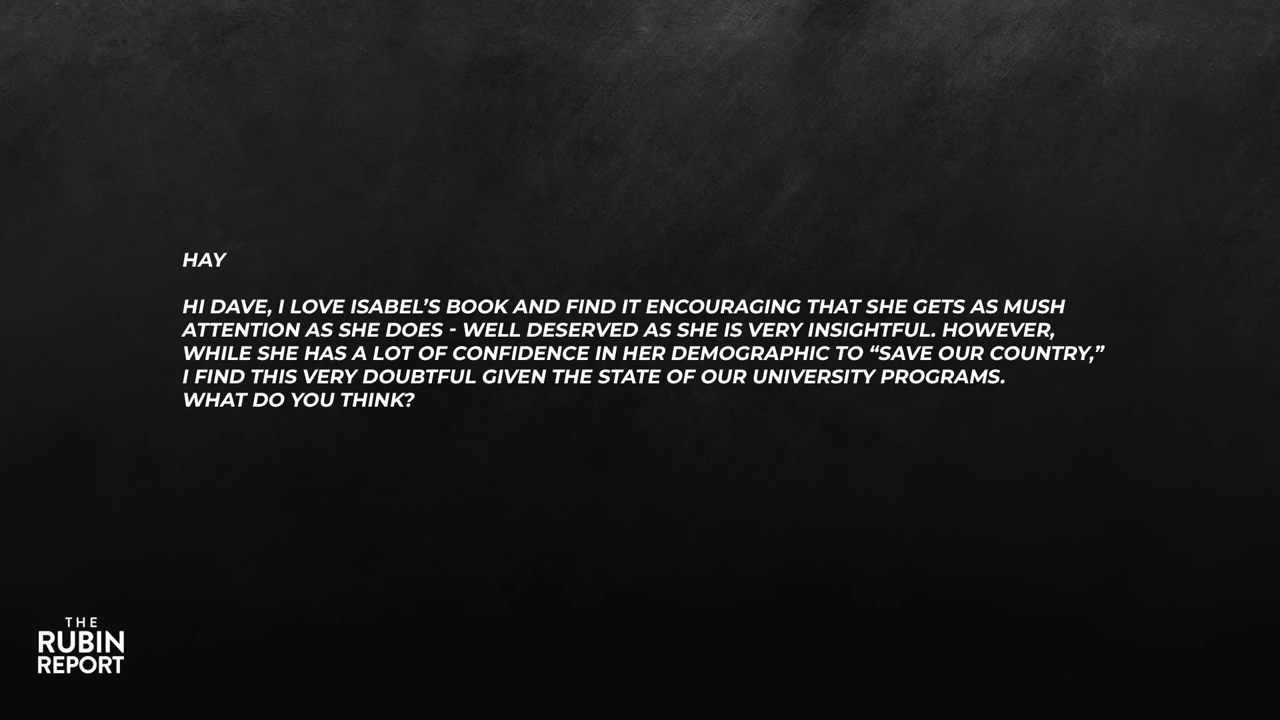 HAY
HI DAVE, I LOVE ISABEL’S BOOK AND FIND IT ENCOURAGING THAT SHE GETS AS MUSH
ATTENTION AS SHE DOES - WELL DESERVED AS SHE IS VERY INSIGHTFUL. HOWEVER,
WHILE SHE HAS A LOT OF CONFIDENCE IN HER DEMOGRAPHIC TO “SAVE OUR COUNTRY,”
I FIND THIS VERY DOUBTFUL GIVEN THE STATE OF OUR UNIVERSITY PROGRAMS.
WHAT DO YOU THINK?
THE
RUBIN
REPORT